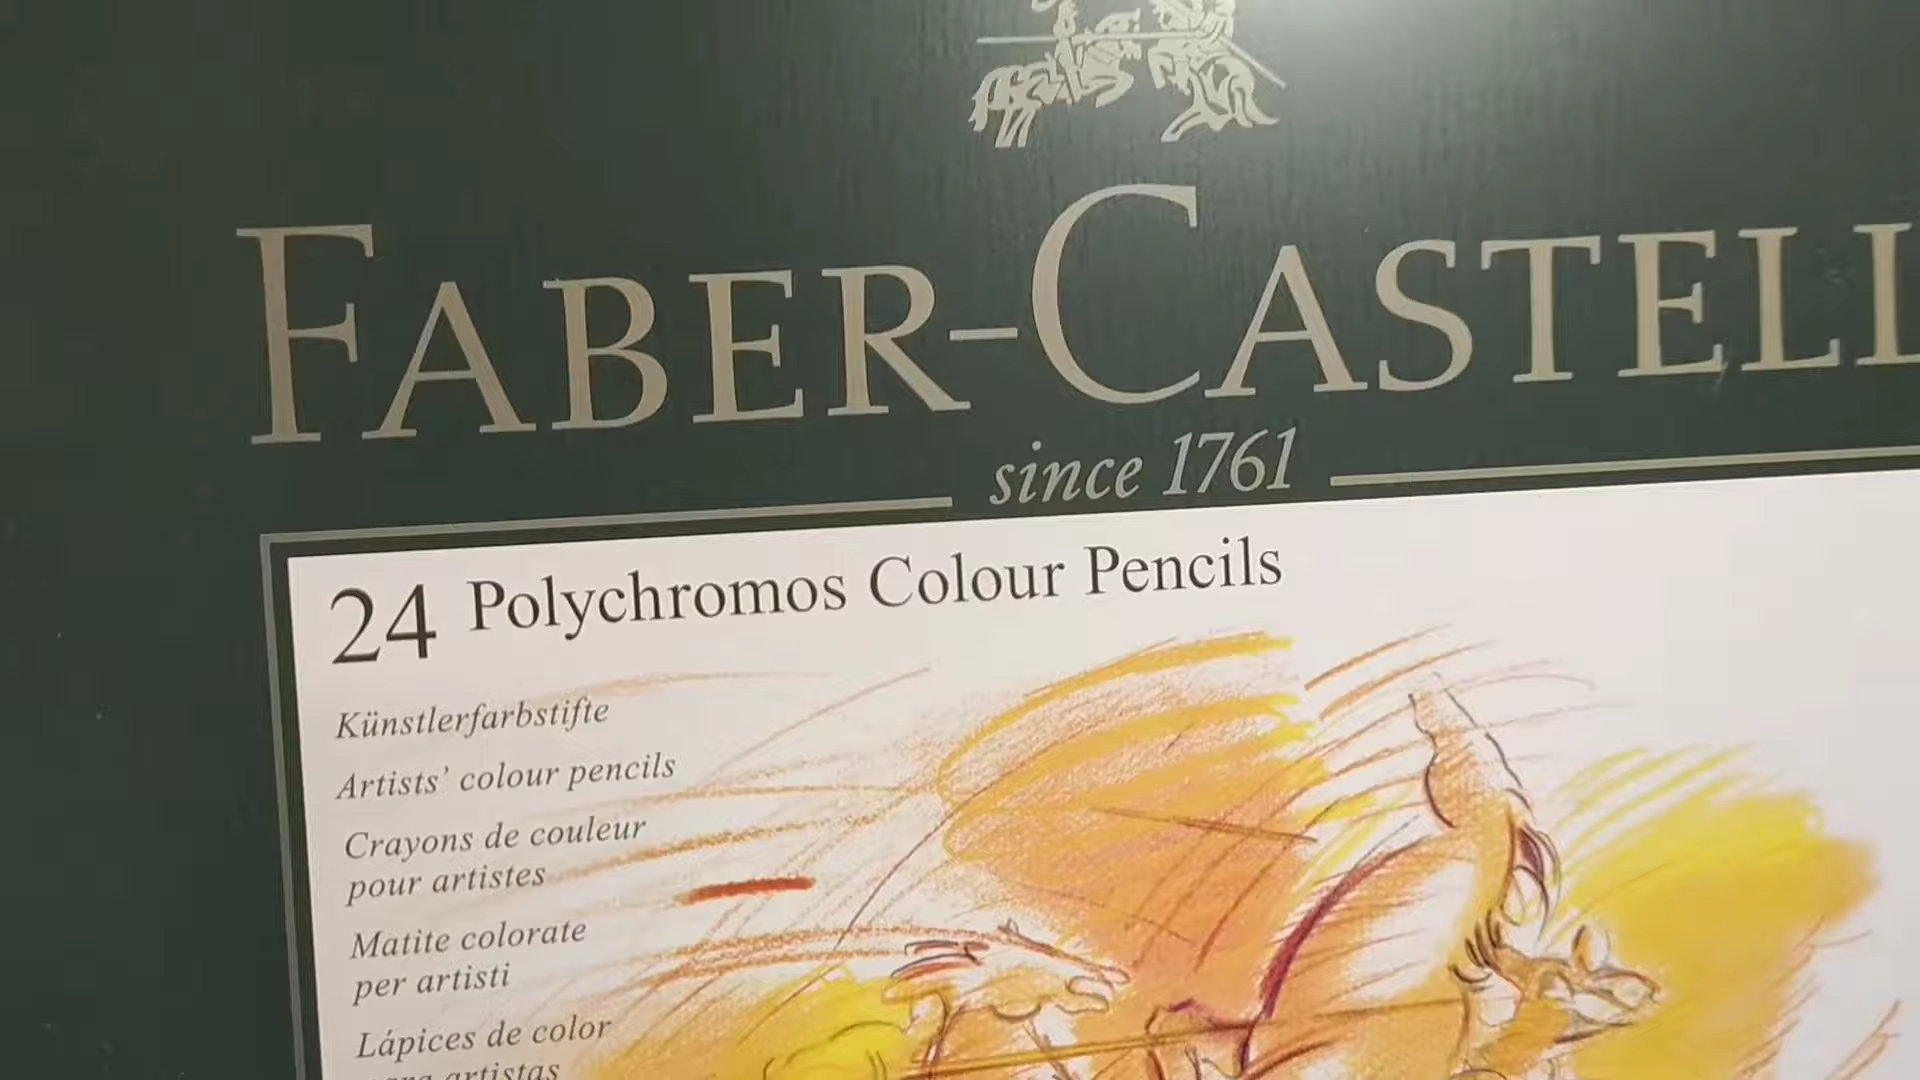 FABER-CASTELL
since 1761
24 Polychromos Colour Pencils
Künstlerfarbstifte
Artists' colour pencils
Crayons de couleur
pour artistes
Matite colorate
per artisti
Lápices de color
artistas